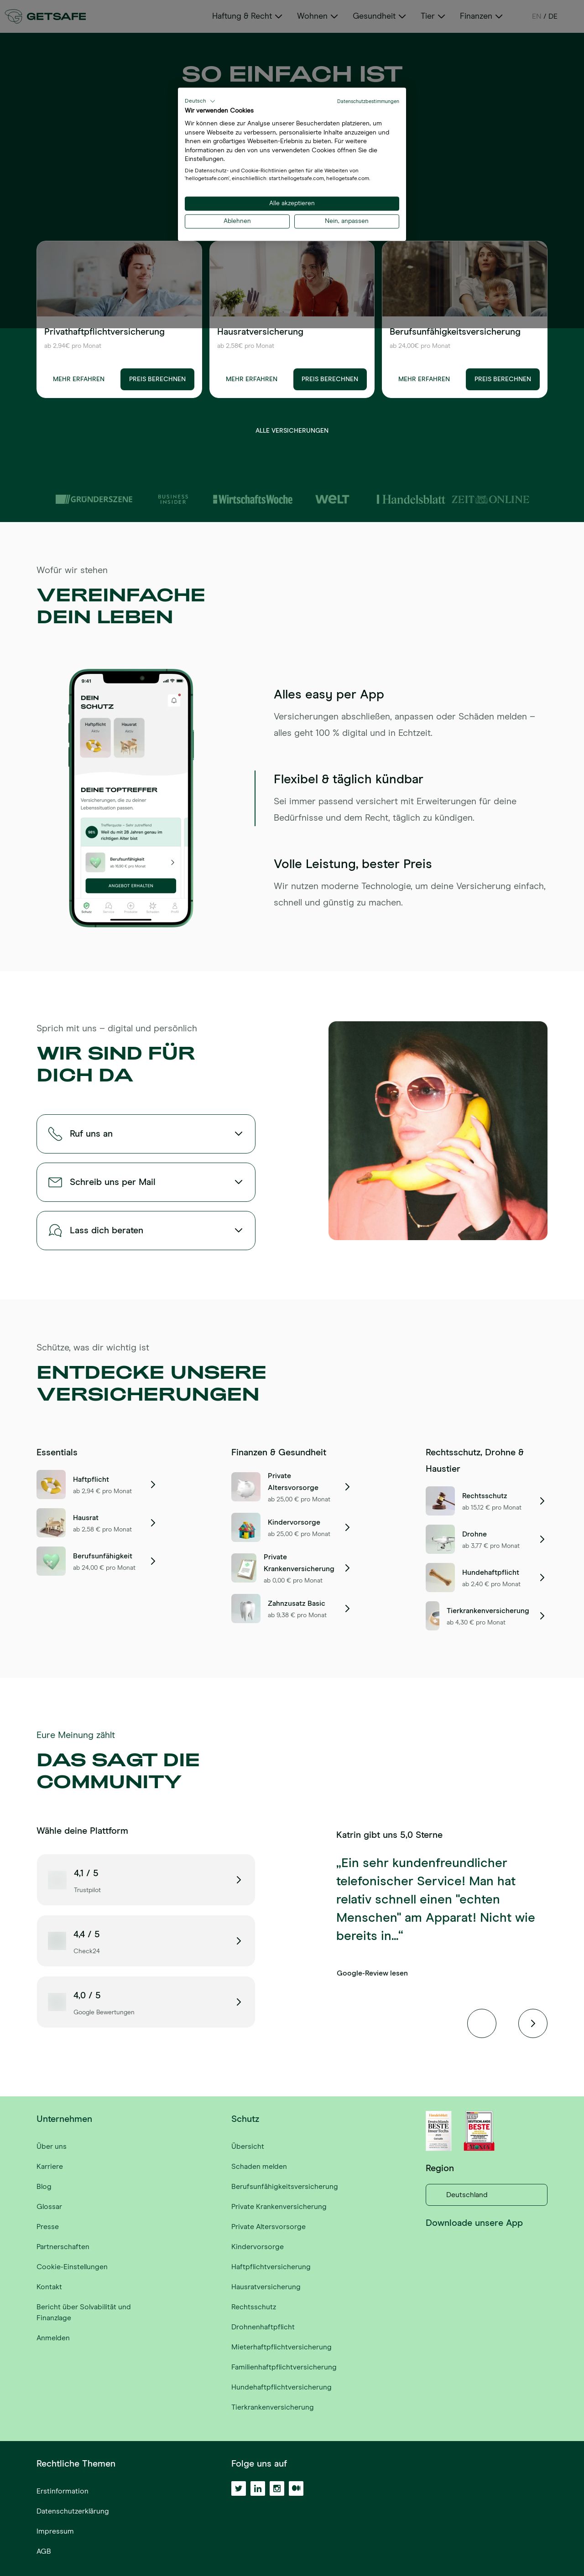 GETSAFE
Haftung & Recht
Wohnen
Gesundheit
Tier
Finanzen
EN / DE
SO EINFACH IST
Deutsch
Datenschutzbestimmungen
Wir verwenden Cookies
Wir können diese zur Analyse unserer Besucherdaten platzieren, um
unsere Webseite zu verbessern, personalisierte Inhalte anzuzeigen und
Ihnen ein großartiges Webseiten-Erlebnis zu bieten. Für weitere
Informationen zu den von uns verwendeten Cookies öffnen Sie die
Einstellungen.
Die Datenschutz- und Cookie-Richtlinien gelten für alle Webseiten von
'hellogetsafe.com', einschließlich: start.hellogetsafe.com, hellogetsafe.com.
Alle akzeptieren
Ablehnen
Nein, anpassen
Privathaftpflichtversicherung
ab 2,94€ pro Monat
MEHR ERFAHREN
PREIS BERECHNEN
Hausratversicherung
ab 2,58€ pro Monat
MEHR ERFAHREN
PREIS BERECHNEN
Berufsunfähigkeitsversicherung
ab 24,00€ pro Monat
MEHR ERFAHREN
PREIS BERECHNEN
ALLE VERSICHERUNGEN
GRÜNDERSZENE
BUSINESS
INSIDER
WirtschaftsWoche
WELT
Handelsblatt
ZEIT ONLINE
Wofür wir stehen
VEREINFACHE
DEIN LEBEN
9:41
DEIN
SCHUTZ
Haftpflicht
Aktiv
Hausrat
Aktiv
DEINE TOPTREFFER
Versicherungen, die zu deiner
Lebenssituation passen.
Weil du mit 28 Jahren genau im
richtigen Alter bist
Berufsunfähigkeit
ANGEBOT ERHALTEN
Alles easy per App
Versicherungen abschließen, anpassen oder Schäden melden –
alles geht 100 % digital und in Echtzeit.
Flexibel & täglich kündbar
Sei immer passend versichert mit Erweiterungen für deine
Bedürfnisse und dem Recht, täglich zu kündigen.
Volle Leistung, bester Preis
Wir nutzen moderne Technologie, um deine Versicherung einfach,
schnell und günstig zu machen.
Sprich mit uns – digital und persönlich
WIR SIND FÜR
DICH DA
Ruf uns an
Schreib uns per Mail
Lass dich beraten
Schütze, was dir wichtig ist
ENTDECKE UNSERE
VERSICHERUNGEN
Essentials
Haftpflicht
ab 2,94 € pro Monat
Hausrat
ab 2,58 € pro Monat
Berufsunfähigkeit
ab 24,00 € pro Monat
Finanzen & Gesundheit
Private
Altersvorsorge
ab 25,00 € pro Monat
Kindervorsorge
ab 25,00 € pro Monat
Private
Krankenversicherung
ab 0,00 € pro Monat
Zahnzusatz Basic
ab 9,38 € pro Monat
Rechtsschutz, Drohne &
Haustier
Rechtsschutz
ab 15,12 € pro Monat
Drohne
ab 3,77 € pro Monat
Hundehaftpflicht
ab 2,40 € pro Monat
Tierkrankenversicherung
ab 4,30 € pro Monat
Eure Meinung zählt
DAS SAGT DIE
COMMUNITY
Wähle deine Plattform
4,1 / 5
Trustpilot
4,4 / 5
Check24
4,0 / 5
Google Bewertungen
Katrin gibt uns 5,0 Sterne
„Ein sehr kundenfreundlicher
telefonischer Service! Man hat
relativ schnell einen "echten
Menschen" am Apparat! Nicht wie
bereits in...“
Google-Review lesen
Unternehmen
Über uns
Karriere
Blog
Glossar
Presse
Partnerschaften
Cookie-Einstellungen
Kontakt
Bericht über Solvabilität und
Finanzlage
Anmelden
Schutz
Übersicht
Schaden melden
Berufsunfähigkeitsversicherung
Private Krankenversicherung
Private Altersvorsorge
Kindervorsorge
Haftpflichtversicherung
Hausratversicherung
Rechtsschutz
Drohnenhaftpflicht
Mieterhaftpflichtversicherung
Familienhaftpflichtversicherung
Hundehaftpflichtversicherung
Tierkrankenversicherung
BESTE
Region
Deutschland
Downloade unsere App
Rechtliche Themen
Erstinformation
Datenschutzerklärung
Impressum
AGB
Folge uns auf